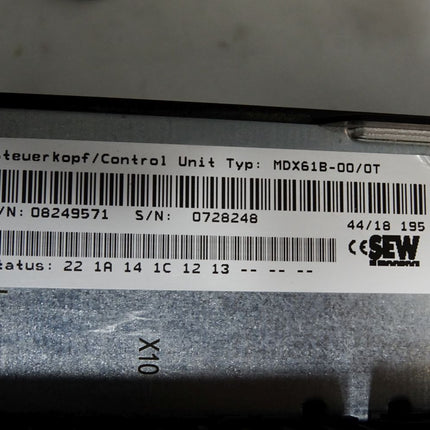 teuerkopf/Control Unit Typ: MDX61B-00/0T
/N: 08249571 S/N: 0728248
44/18 195
CE SEW
tatus: 22 1A 14 1C 12 13 -- -- --
X10